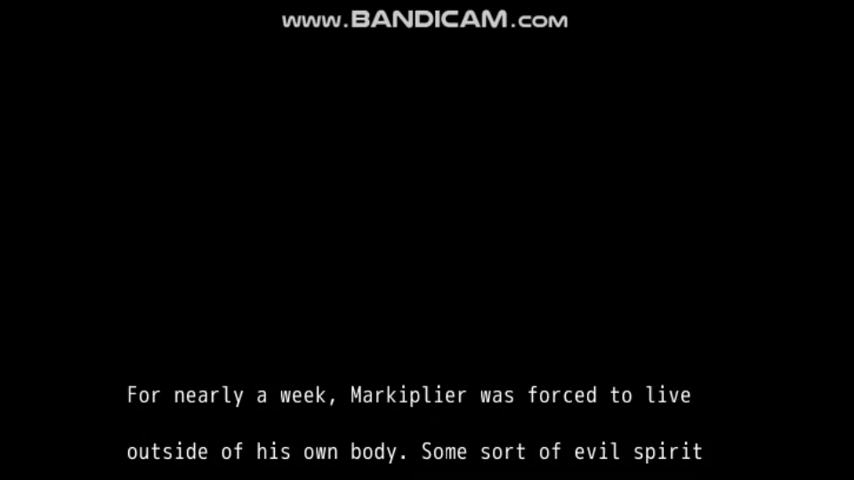 www.BANDICAM.com
For nearly a week, Markiplier was forced to live
outside of his own body. Some sort of evil spirit